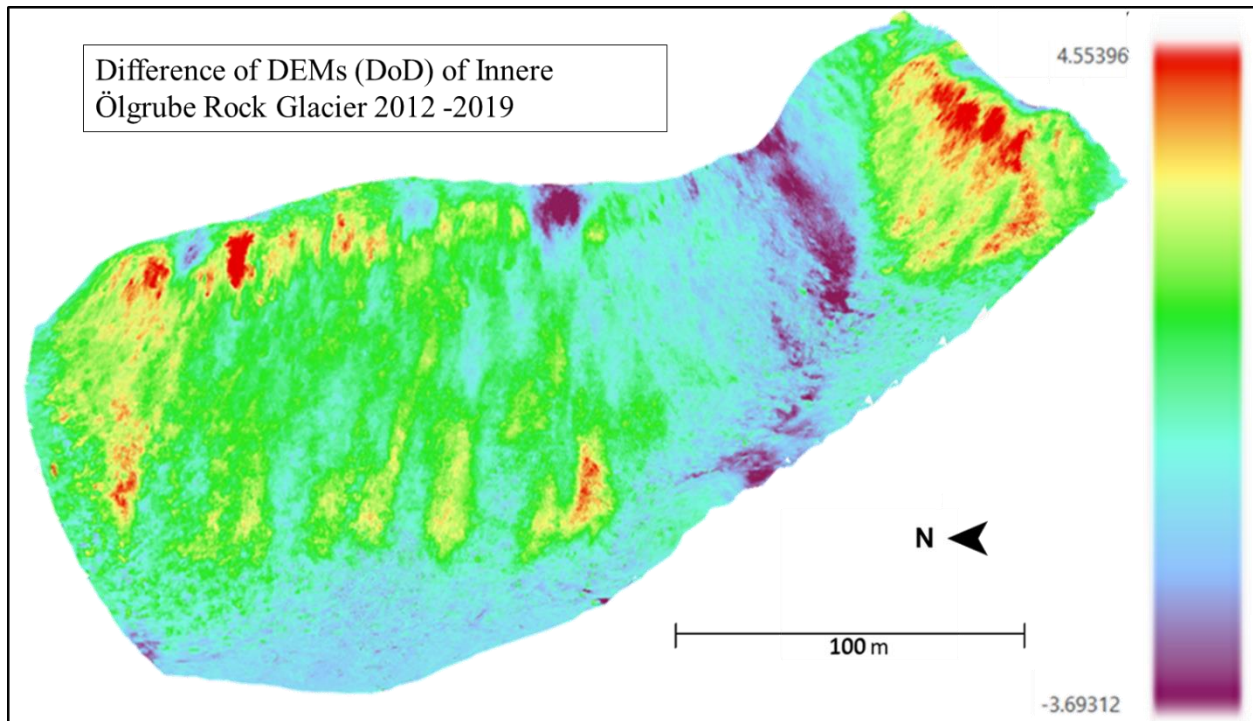 Difference of DEMs (DoD) of Innere
Ölgrube Rock Glacier 2012 -2019
4.55396
N
100 m
-3.69312